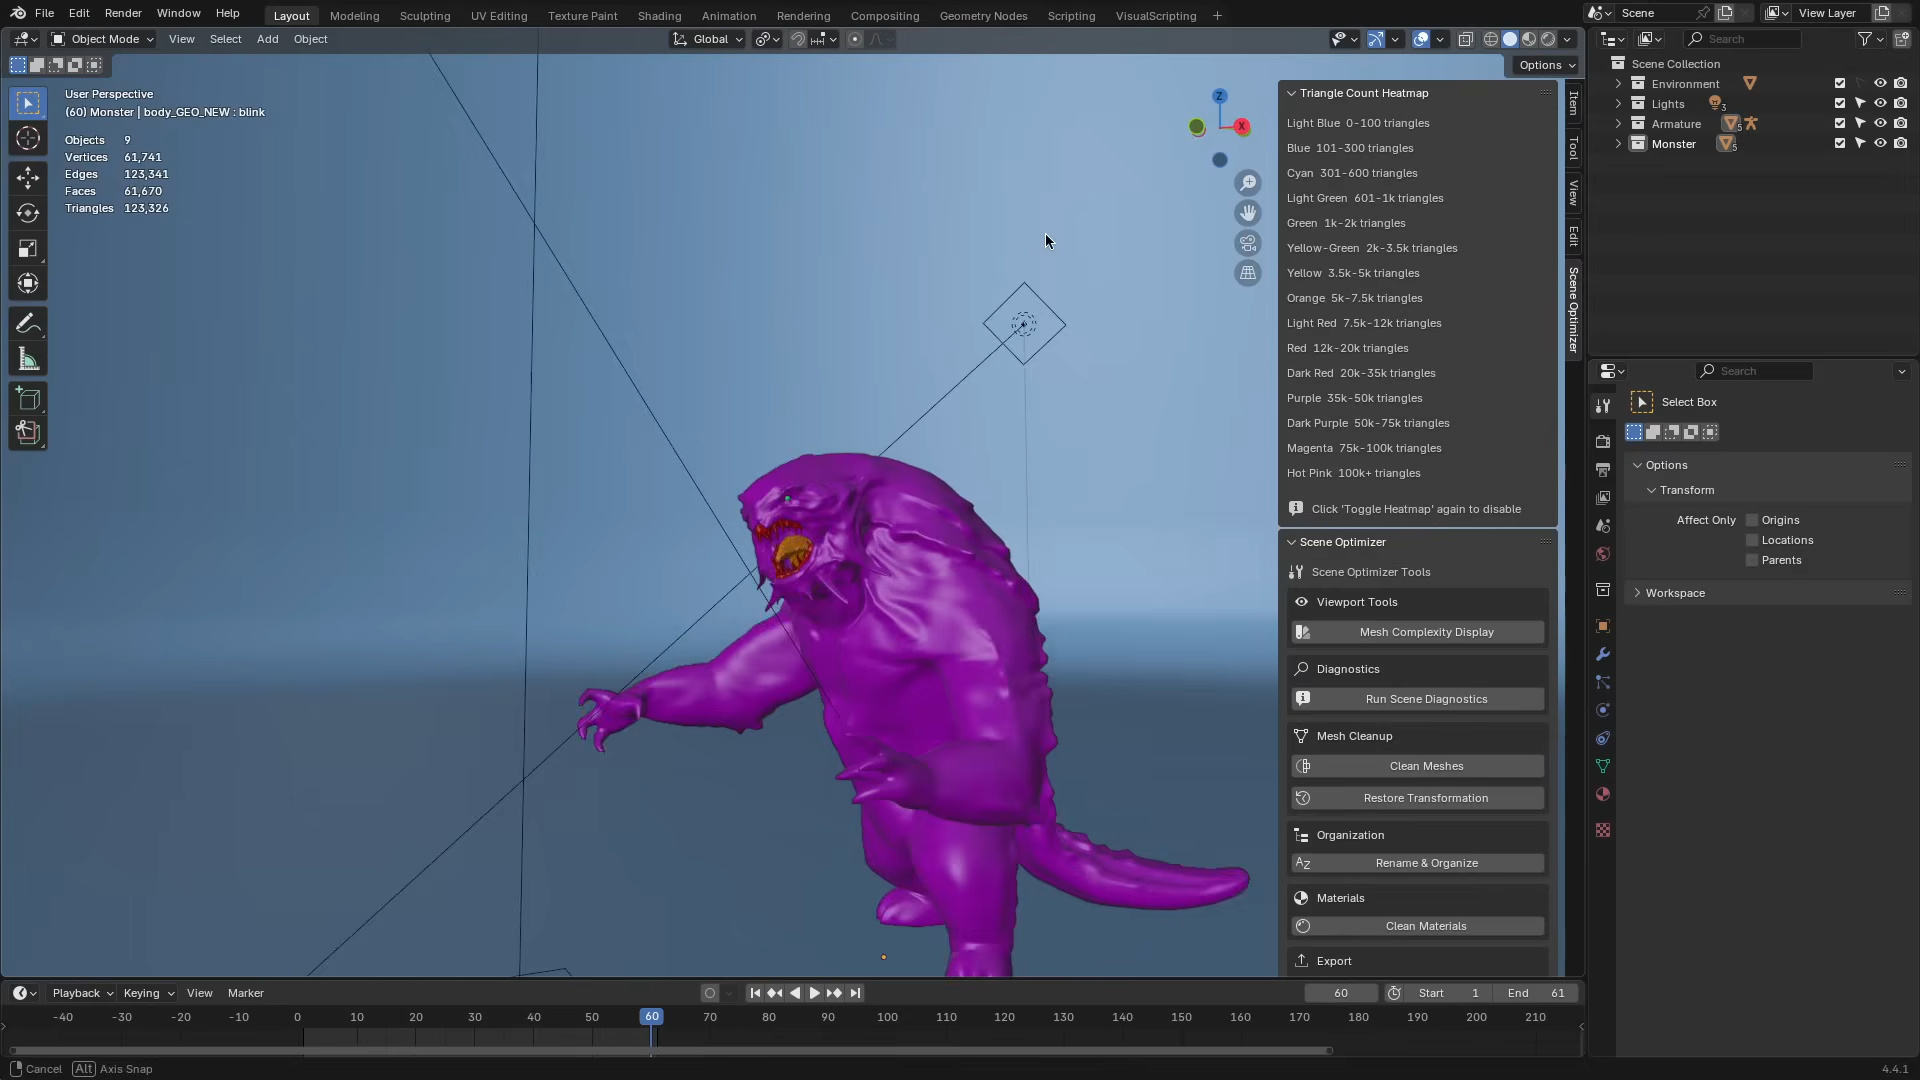 File Edit Render Window Help Layout Modeling Sculpting UV Editing Texture Paint Shading Animation Rendering Compositing Geometry Nodes Scripting VisualScripting + Scene View Layer
Object Mode View Select Add Object Global Search
Options
User Perspective
(60) Monster | body_GEO_NEW : blink
Objects 9
Vertices 61,741
Edges 123,341
Faces 61,670
Triangles 123,326
Z
X
Triangle Count Heatmap
Light Blue 0-100 triangles
Blue 101-300 triangles
Cyan 301-600 triangles
Light Green 601-1k triangles
Green 1k-2k triangles
Yellow-Green 2k-3.5k triangles
Yellow 3.5k-5k triangles
Orange 5k-7.5k triangles
Light Red 7.5k-12k triangles
Red 12k-20k triangles
Dark Red 20k-35k triangles
Purple 35k-50k triangles
Dark Purple 50k-75k triangles
Magenta 75k-100k triangles
Hot Pink 100k+ triangles
Click 'Toggle Heatmap' again to disable
Scene Optimizer
Scene Optimizer Tools
Viewport Tools
Mesh Complexity Display
Diagnostics
Run Scene Diagnostics
Mesh Cleanup
Clean Meshes
Restore Transformation
Organization
AZ Rename & Organize
Materials
Clean Materials
Export
Item
Tool
View
Edit
Scene Optimizer
Scene Collection
Environment
Lights 3
Armature 5
Monster 5
Search
Select Box
Options
Transform
Affect Only Origins
Locations
Parents
Workspace
Playback Keying View Marker 60 Start 1 End 61
-40 -30 -20 -10 0 10 20 30 40 50 60 70 80 90 100 110 120 130 140 150 160 170 180 190 200 210
Cancel Alt Axis Snap 4.4.1